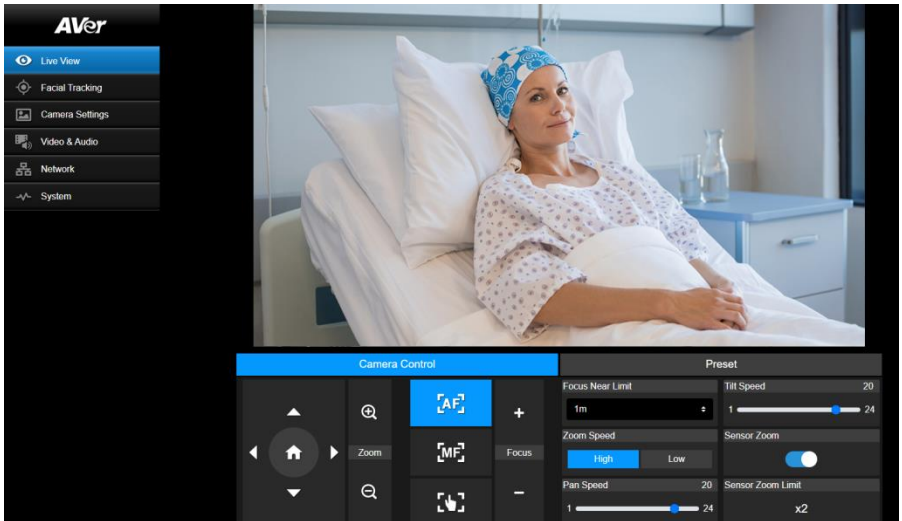 AVer
Live View
Facial Tracking
Camera Settings
Video & Audio
Network
System
Camera Control
Preset
Zoom
[AF]
[MF]
Focus
Focus Near Limit
1m
Zoom Speed
High Low
Pan Speed 20
1 24
Tilt Speed 20
1 24
Sensor Zoom
Sensor Zoom Limit
x2